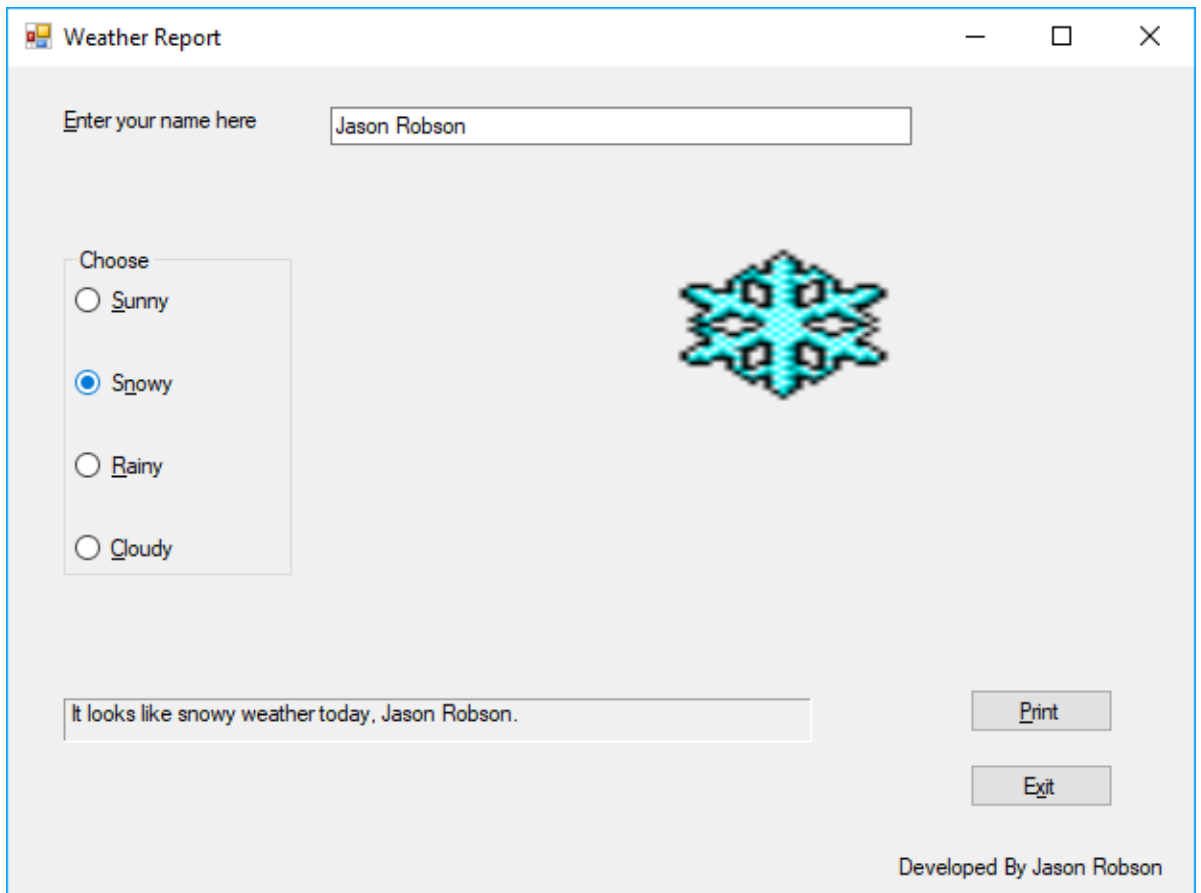 Weather Report
Enter your name here
Jason Robson
Choose
Sunny
Snowy
Rainy
Cloudy
It looks like snowy weather today, Jason Robson.
Print
Exit
Developed By Jason Robson